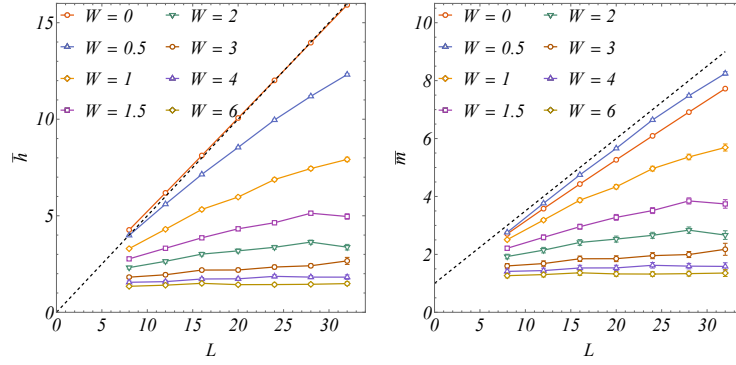 W = 0 W = 2
W = 0.5 W = 3
W = 1 W = 4
W = 1.5 W = 6
15
10
5
0
h̅
0 5 10 15 20 25 30
L
W = 0 W = 2
W = 0.5 W = 3
W = 1 W = 4
W = 1.5 W = 6
10
8
6
4
2
0
m̅
0 5 10 15 20 25 30
L